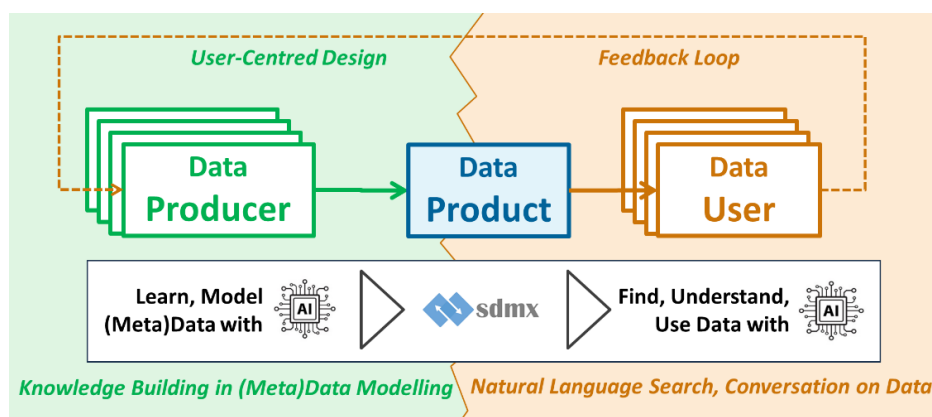 User-Centred Design
Feedback Loop
Data
Producer
Data
Product
Data
User
Learn, Model
(Meta)Data with
AI
sdmx
Find, Understand,
Use Data with
AI
Knowledge Building in (Meta)Data Modelling
Natural Language Search, Conversation on Data